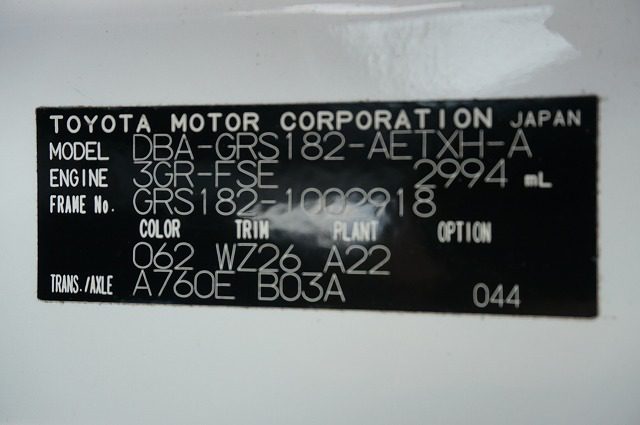 TOYOTA MOTOR CORPORATION JAPAN
MODEL DBA-GRS182-AETXH-A
ENGINE 3GR-FSE 2994 mL
FRAME No. GRS182-1002918
COLOR TRIM PLANT OPTION
062 WZ26 A22
TRANS./AXLE A760E B03A 044